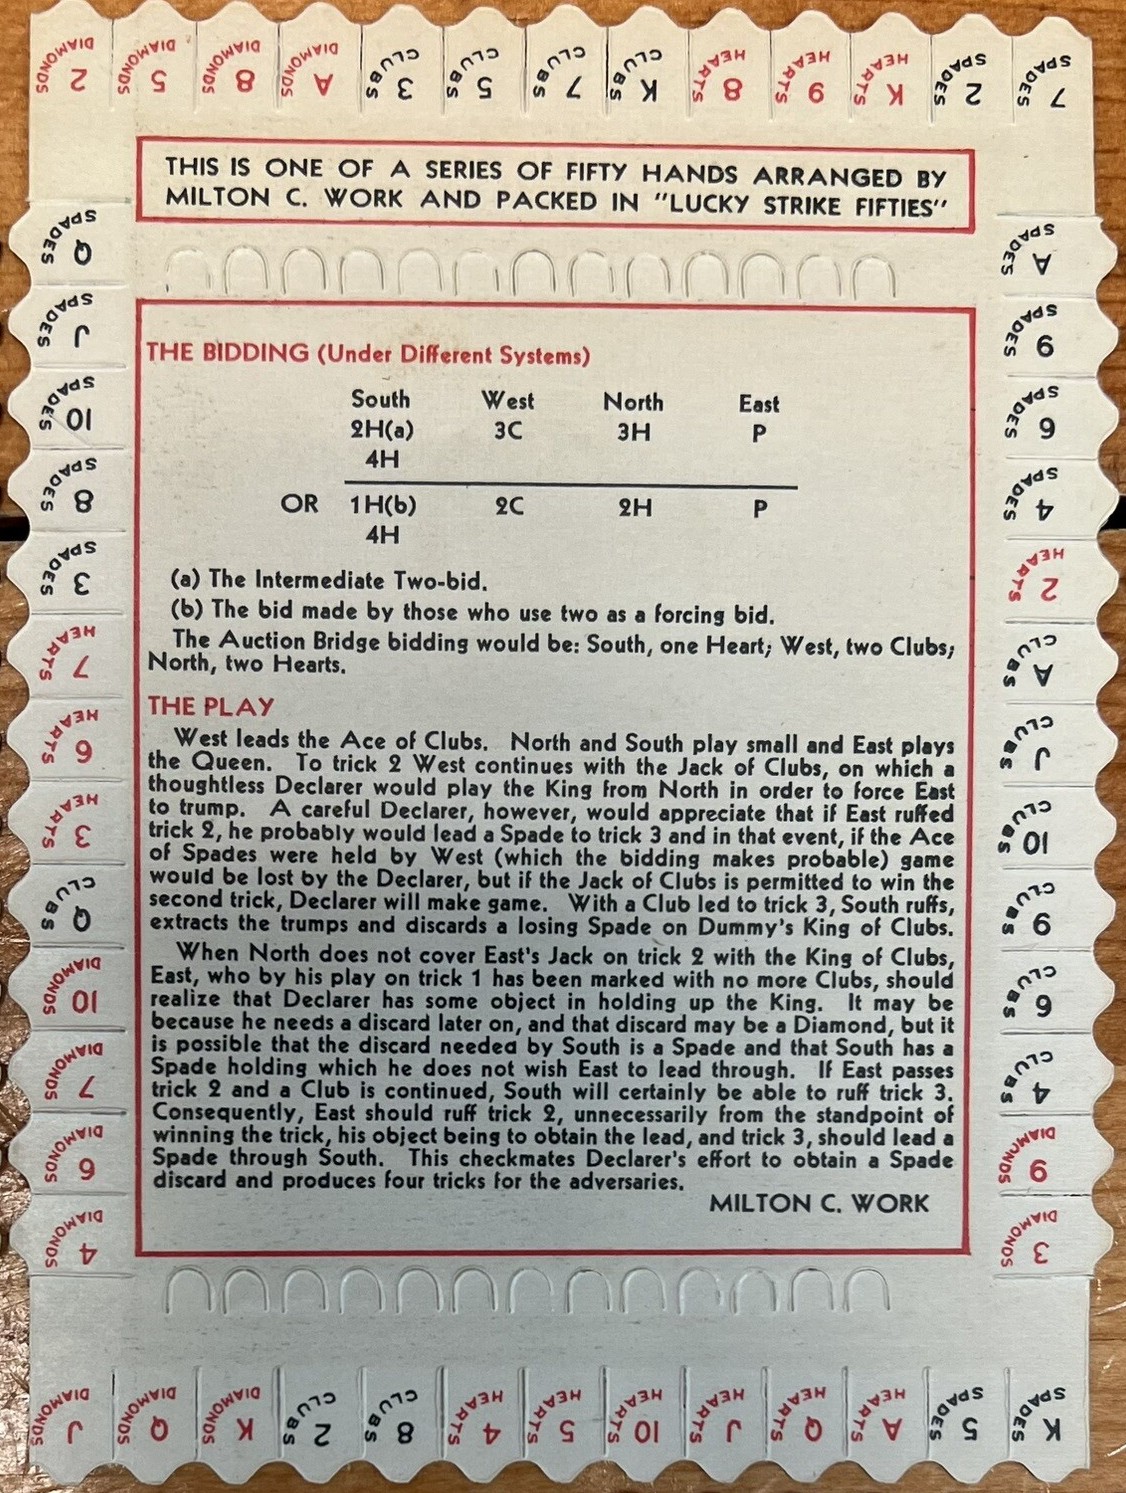 2 DIAMONDS
5 DIAMONDS
8 DIAMONDS
A DIAMONDS
3 CLUBS
5 CLUBS
7 CLUBS
K CLUBS
8 HEARTS
9 HEARTS
K HEARTS
2 SPADES
7 SPADES
THIS IS ONE OF A SERIES OF FIFTY HANDS ARRANGED BY
MILTON C. WORK AND PACKED IN "LUCKY STRIKE FIFTIES"
Q SPADES
J SPADES
10 SPADES
8 SPADES
3 SPADES
7 HEARTS
6 HEARTS
3 HEARTS
Q CLUBS
10 DIAMONDS
7 DIAMONDS
6 DIAMONDS
4 DIAMONDS
THE BIDDING (Under Different Systems)
South West North East
2H(a) 3C 3H P
4H
OR 1H(b) 2C 2H P
4H
(a) The Intermediate Two-bid.
(b) The bid made by those who use two as a forcing bid.
The Auction Bridge bidding would be: South, one Heart; West, two Clubs;
North, two Hearts.
THE PLAY
West leads the Ace of Clubs. North and South play small and East plays
the Queen. To trick 2 West continues with the Jack of Clubs, on which a
thoughtless Declarer would play the King from North in order to force East
to trump. A careful Declarer, however, would appreciate that if East ruffed
trick 2, he probably would lead a Spade to trick 3 and in that event, if the Ace
of Spades were held by West (which the bidding makes probable) game
would be lost by the Declarer, but if the Jack of Clubs is permitted to win the
second trick, Declarer will make game. With a Club led to trick 3, South ruffs,
extracts the trumps and discards a losing Spade on Dummy's King of Clubs.
When North does not cover East's Jack on trick 2 with the King of Clubs,
East, who by his play on trick 1 has been marked with no more Clubs, should
realize that Declarer has some object in holding up the King. It may be
because he needs a discard later on, and that discard may be a Diamond, but it
is possible that the discard needed by South is a Spade and that South has a
Spade holding which he does not wish East to lead through. If East passes
trick 2 and a Club is continued, South will certainly be able to ruff trick 3.
Consequently, East should ruff trick 2, unnecessarily from the standpoint of
winning the trick, his object being to obtain the lead, and trick 3, should lead a
Spade through South. This checkmates Declarer's effort to obtain a Spade
discard and produces four tricks for the adversaries.
MILTON C. WORK
A SPADES
9 SPADES
6 SPADES
4 SPADES
2 HEARTS
A CLUBS
J CLUBS
10 CLUBS
9 CLUBS
6 CLUBS
4 CLUBS
9 DIAMONDS
3 DIAMONDS
J DIAMONDS
Q DIAMONDS
K DIAMONDS
2 CLUBS
8 CLUBS
4 HEARTS
5 HEARTS
10 HEARTS
J HEARTS
Q HEARTS
A HEARTS
5 SPADES
K SPADES